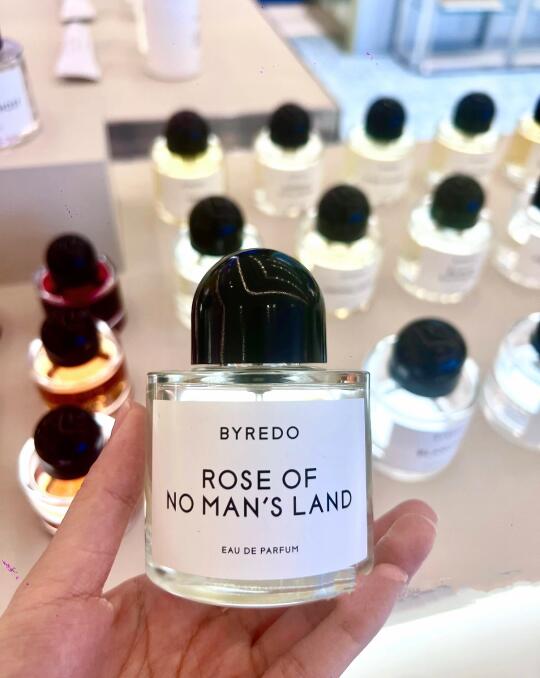 BYREDO
ROSE OF
NO MAN'S LAND
EAU DE PARFUM